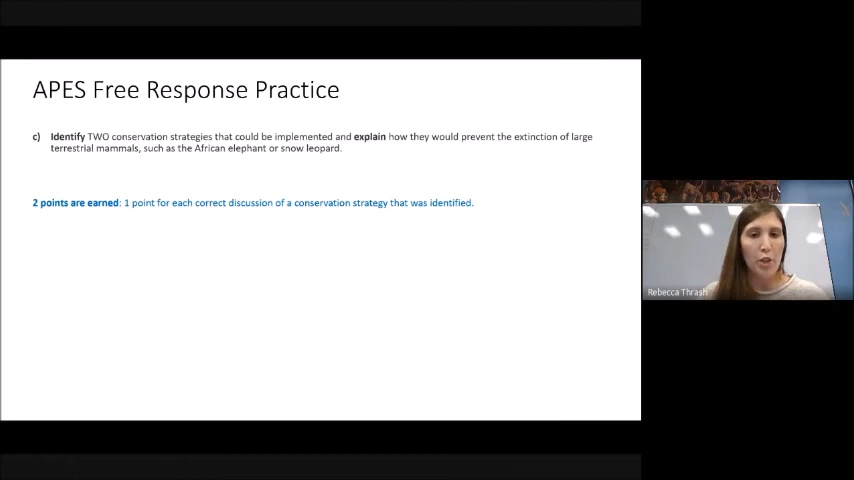 APES Free Response Practice
c) Identify TWO conservation strategies that could be implemented and explain how they would prevent the extinction of large
terrestrial mammals, such as the African elephant or snow leopard.
2 points are earned: 1 point for each correct discussion of a conservation strategy that was identified.
Rebecca Thrash